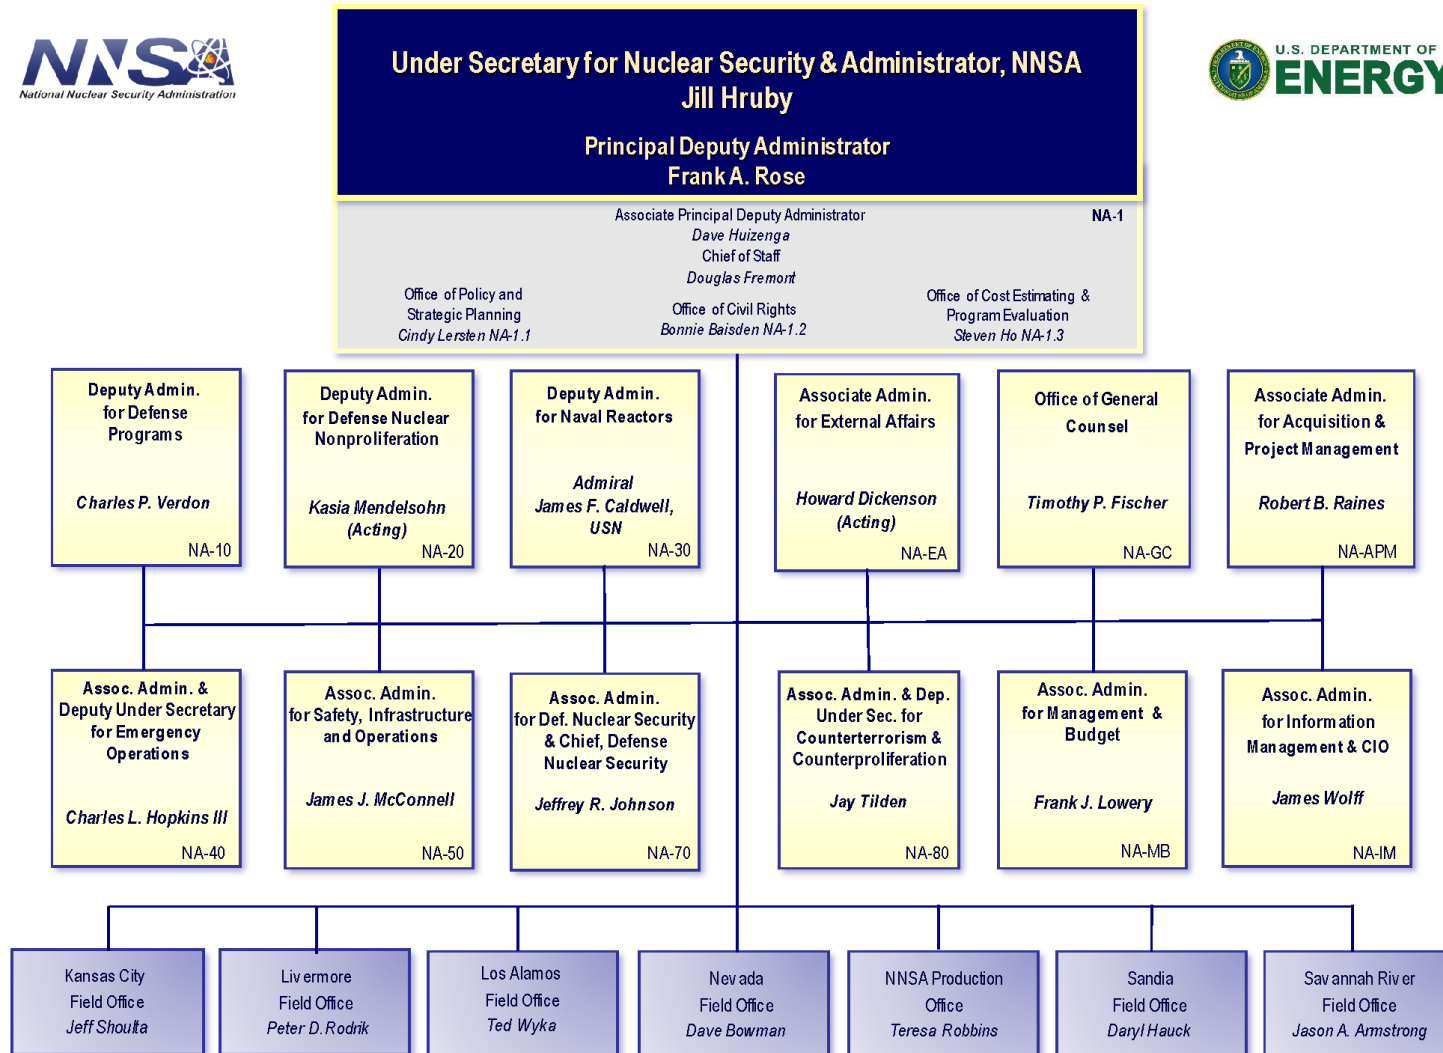 NNSA
National Nuclear Security Administration
Under Secretary for Nuclear Security & Administrator, NNSA
Jill Hruby
Principal Deputy Administrator
Frank A. Rose
U.S. DEPARTMENT OF
ENERGY
Associate Principal Deputy Administrator
NA-1
Dave Huizenga
Chief of Staff
Douglas Fremont
Office of Policy and
Strategic Planning
Cindy Lersten NA-1.1
Office of Civil Rights
Bonnie Baisden NA-1.2
Office of Cost Estimating &
Program Evaluation
Steven Ho NA-1.3
Deputy Admin.
for Defense
Programs
Charles P. Verdon
NA-10
Deputy Admin.
for Defense Nuclear
Nonproliferation
Kasia Mendelsohn
(Acting)
NA-20
Deputy Admin.
for Naval Reactors
Admiral
James F. Caldwell,
USN
NA-30
Associate Admin.
for External Affairs
Howard Dickenson
(Acting)
NA-EA
Office of General
Counsel
Timothy P. Fischer
NA-GC
Associate Admin.
for Acquisition &
Project Management
Robert B. Raines
NA-APM
Assoc. Admin. &
Deputy Under Secretary
for Emergency
Operations
Charles L. Hopkins III
NA-40
Assoc. Admin.
for Safety, Infrastructure
and Operations
James J. McConnell
NA-50
Assoc. Admin.
for Def. Nuclear Security
& Chief, Defense
Nuclear Security
Jeffrey R. Johnson
NA-70
Assoc. Admin. & Dep.
Under Sec. for
Counterterrorism &
Counterproliferation
Jay Tilden
NA-80
Assoc. Admin.
for Management &
Budget
Frank J. Lowery
NA-MB
Assoc. Admin.
for Information
Management & CIO
James Wolff
NA-IM
Kansas City
Field Office
Jeff Shoulta
Livermore
Field Office
Peter D. Rodrik
Los Alamos
Field Office
Ted Wyka
Nevada
Field Office
Dave Bowman
NNSA Production
Office
Teresa Robbins
Sandia
Field Office
Daryl Hauck
Savannah River
Field Office
Jason A. Armstrong